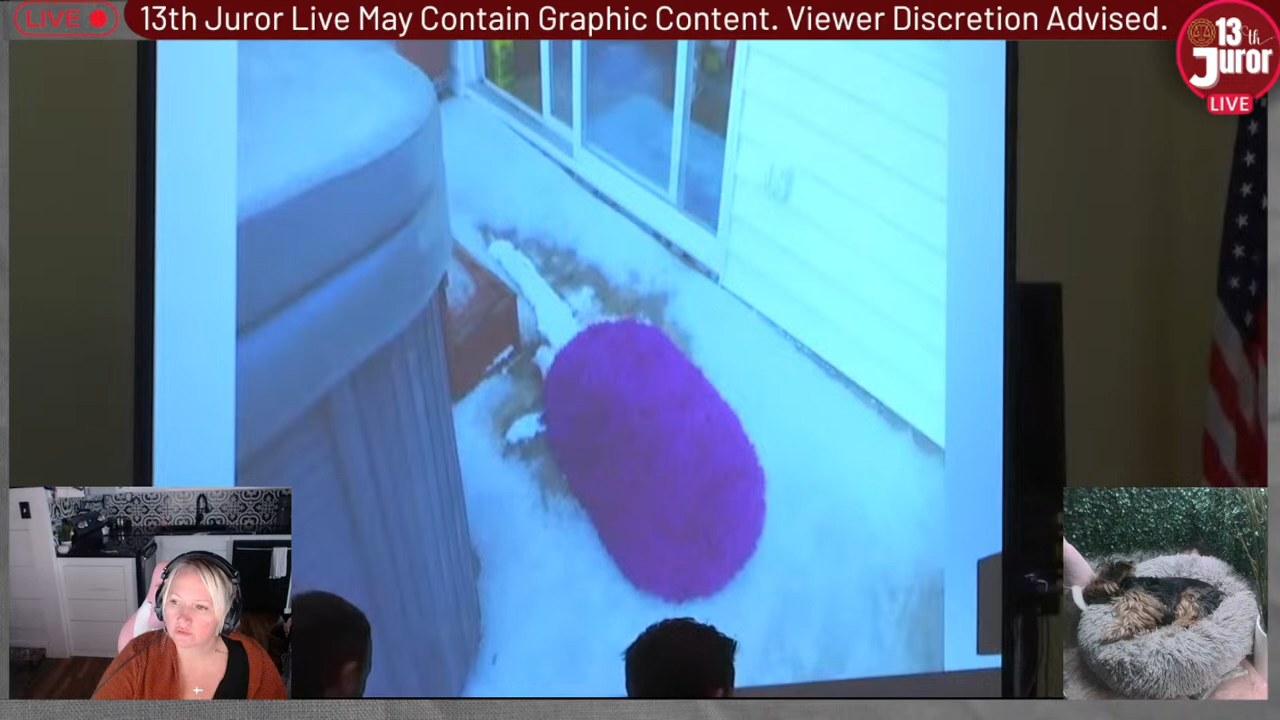 LIVE
13th Juror Live May Contain Graphic Content. Viewer Discretion Advised.
13th
Juror
LIVE